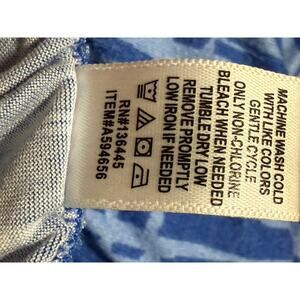 MACHINE WASH COLD
WITH LIKE COLORS
GENTLE CYCLE
ONLY NON-CHLORINE
BLEACH WHEN NEEDED
TUMBLE DRY LOW
REMOVE PROMPTLY
LOW IRON IF NEEDED
RN#136445
ITEM#A594656